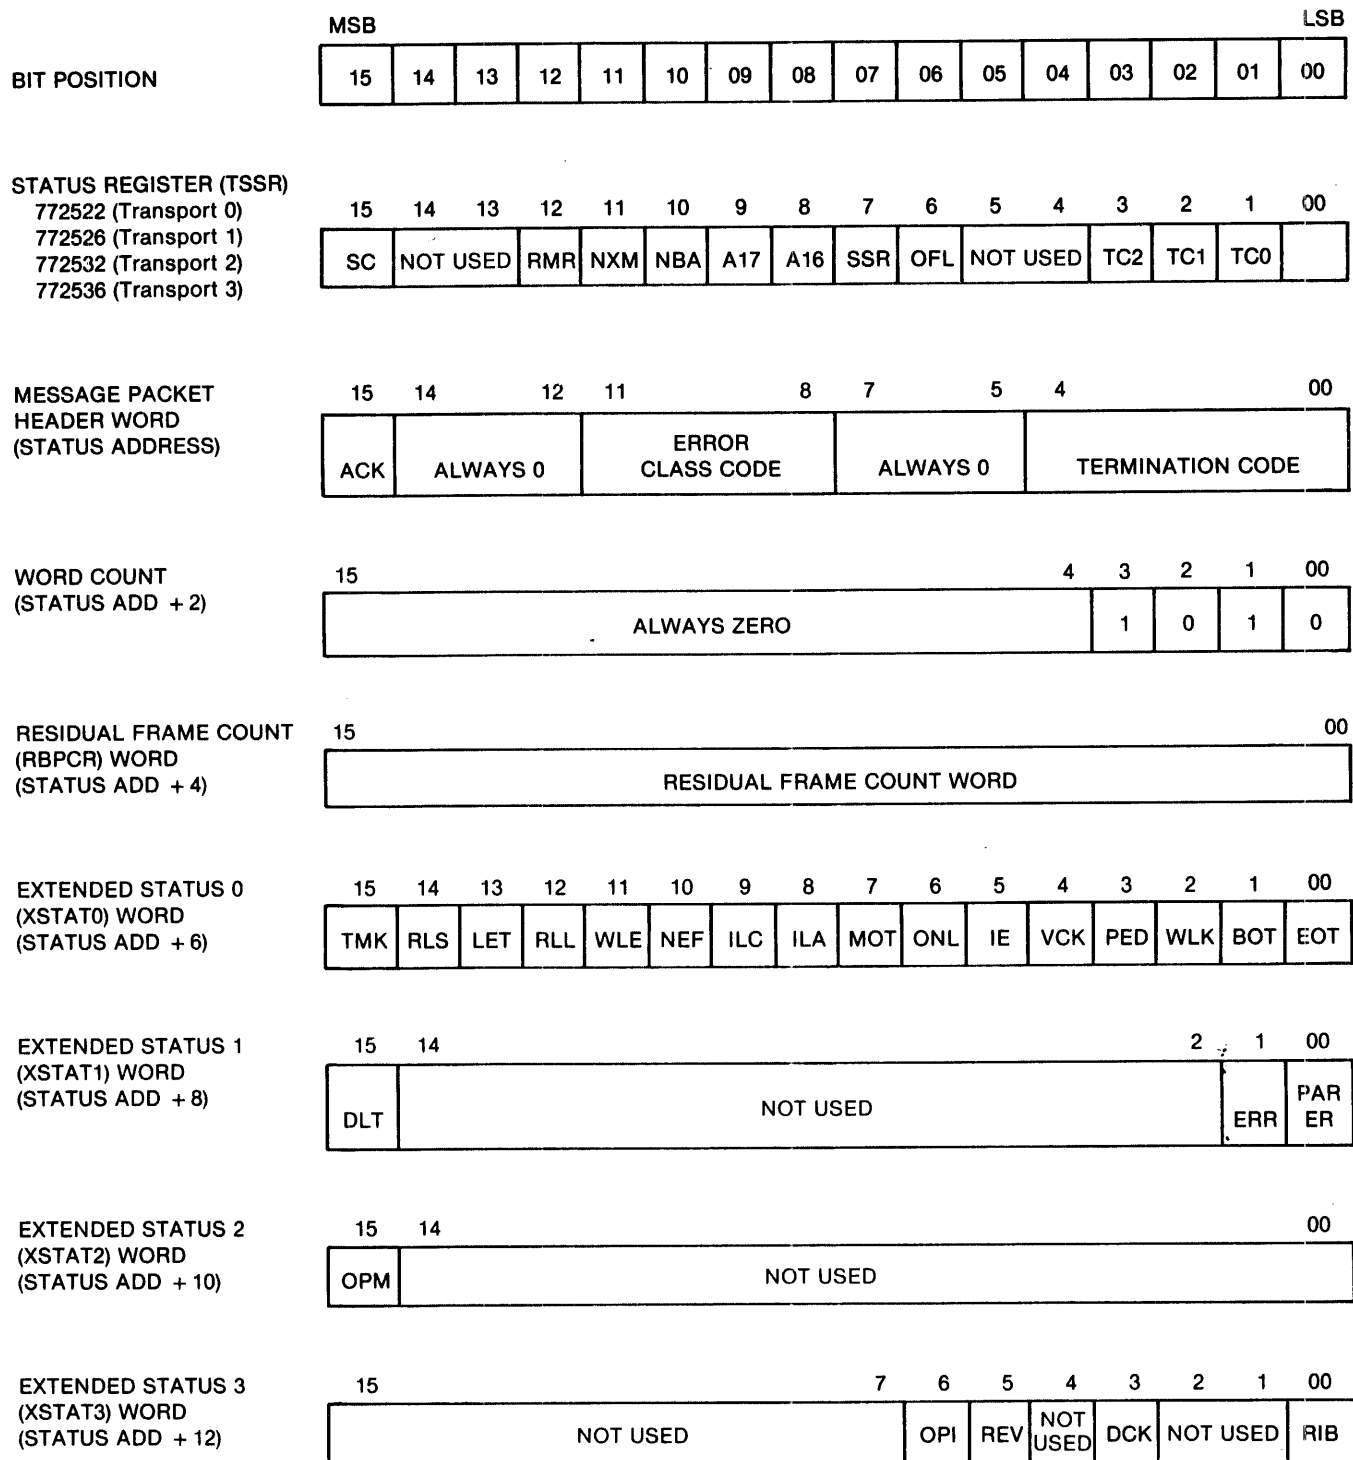 MSB LSB
BIT POSITION 15 14 13 12 11 10 09 08 07 06 05 04 03 02 01 00
STATUS REGISTER (TSSR)
772522 (Transport 0) 15 14 13 12 11 10 9 8 7 6 5 4 3 2 1 00
772526 (Transport 1)
SC NOT USED RMR NXM NBA A17 A16 SSR OFL NOT USED TC2 TC1 TC0
772532 (Transport 2)
772536 (Transport 3)
MESSAGE PACKET 15 14 12 11 8 7 5 4 00
HEADER WORD
(STATUS ADDRESS)
ACK ALWAYS 0 ERROR CLASS CODE ALWAYS 0 TERMINATION CODE
WORD COUNT 15 4 3 2 1 00
(STATUS ADD + 2)
ALWAYS ZERO 1 0 1 0
RESIDUAL FRAME COUNT 15 00
(RBPCR) WORD
(STATUS ADD + 4) RESIDUAL FRAME COUNT WORD
EXTENDED STATUS 0 15 14 13 12 11 10 9 8 7 6 5 4 3 2 1 00
(XSTAT0) WORD
(STATUS ADD + 6) TMK RLS LET RLL WLE NEF ILC ILA MOT ONL IE VCK PED WLK BOT EOT
EXTENDED STATUS 1 15 14 2 1 00
(XSTAT1) WORD
(STATUS ADD + 8)
DLT NOT USED ERR PAR ER
EXTENDED STATUS 2 15 14 00
(XSTAT2) WORD
(STATUS ADD + 10) OPM NOT USED
EXTENDED STATUS 3 15 7 6 5 4 3 2 1 00
(XSTAT3) WORD
(STATUS ADD + 12) NOT USED OPI REV NOT USED DCK NOT USED RIB